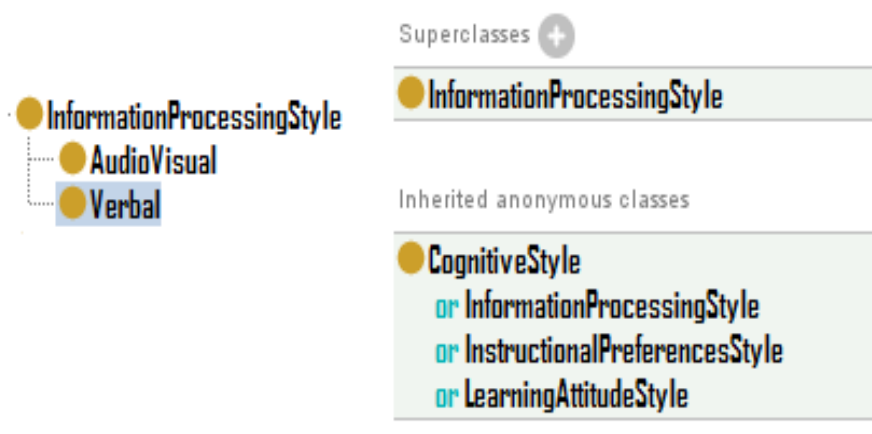 InformationProcessingStyle
AudioVisual
Verbal
Superclasses
InformationProcessingStyle
Inherited anonymous classes
CognitiveStyle
or InformationProcessingStyle
or InstructionalPreferencesStyle
or LearningAttitudeStyle